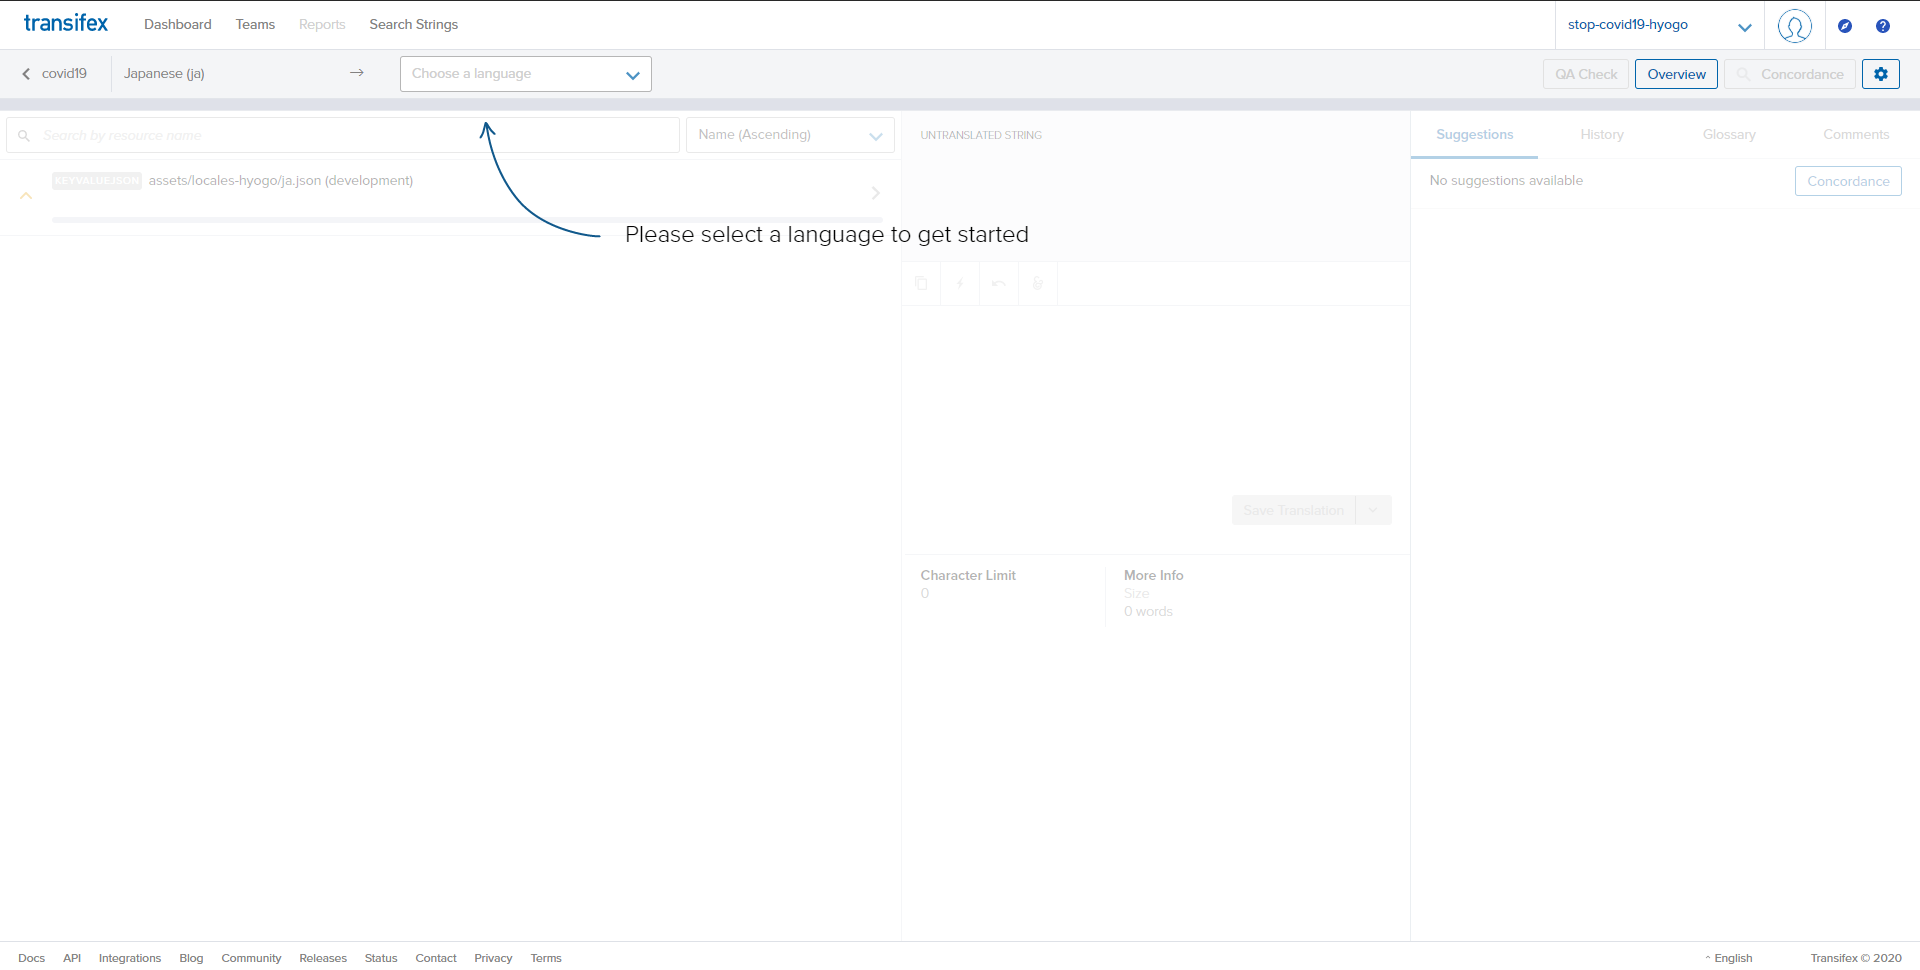 transifex
Dashboard
Teams
Reports
Search Strings
stop-covid19-hyogo
covid19
Japanese (ja)
Choose a language
QA Check
Overview
Concordance
Search by resource name
Name (Ascending)
KEYVALUEJSON assets/locales-hyogo/ja.json (development)
Please select a language to get started
UNTRANSLATED STRING
Save Translation
Character Limit
0
More Info
Size
0 words
Suggestions
History
Glossary
Comments
No suggestions available
Concordance
Docs
API
Integrations
Blog
Community
Releases
Status
Contact
Privacy
Terms
English
Transifex © 2020